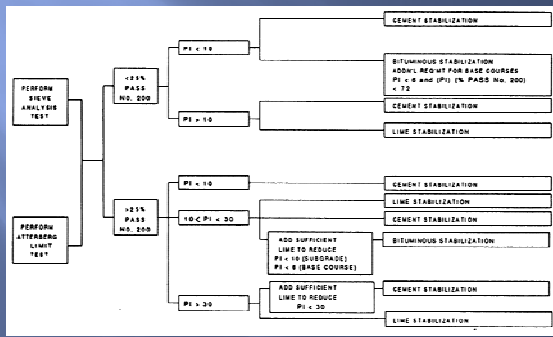 PERFORM
SIEVE
ANALYSIS
TEST
PERFORM
ATTERBERG
LIMIT
TEST
<25%
PASS
No. 200
>25%
PASS
NO. 200
PI < 10
CEMENT STABILIZATION
BITUMINOUS STABILIZATION
ADD'L REQ'MT FOR BASE COURSES
PI < 6 and (PI) (% PASS No. 200)
< 72
PI > 10
CEMENT STABILIZATION
LIME STABILIZATION
PI < 10
CEMENT STABILIZATION
10 < PI < 30
LIME STABILIZATION
CEMENT STABILIZATION
ADD SUFFICIENT
LIME TO REDUCE
PI < 10 (SUBGRADE)
PI < 6 (BASE COURSE)
BITUMINOUS STABILIZATION
PI > 30
ADD SUFFICIENT
LIME TO REDUCE
PI < 30
CEMENT STABILIZATION
LIME STABILIZATION